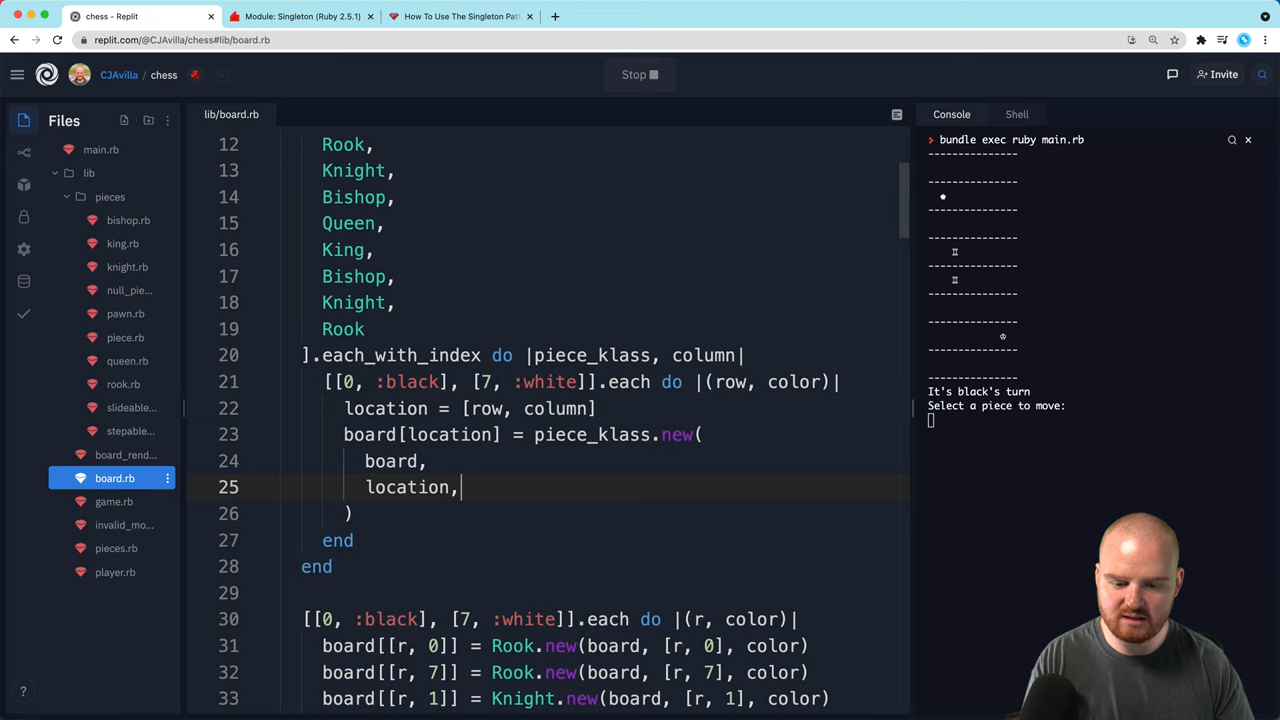 chess - Replit
Module: Singleton (Ruby 2.5.1)
How To Use The Singleton Pat
replit.com/@CJAvilla/chess#lib/board.rb
CJAvilla / chess
Stop
Invite
Files
main.rb
lib
pieces
bishop.rb
king.rb
knight.rb
null_pie...
pawn.rb
piece.rb
queen.rb
rook.rb
slideable...
stepable...
board_rend...
board.rb
game.rb
invalid_mo...
pieces.rb
player.rb
?
lib/board.rb
12 Rook,
13 Knight,
14 Bishop,
15 Queen,
16 King,
17 Bishop,
18 Knight,
19 Rook
20 ].each_with_index do |piece_klass, column|
21 [[0, :black], [7, :white]].each do |(row, color)|
22 location = [row, column]
23 board[location] = piece_klass.new(
24 board,
25 location,
26 )
27 end
28 end
29
30 [[0, :black], [7, :white]].each do |(r, color)|
31 board[[r, 0]] = Rook.new(board, [r, 0], color)
32 board[[r, 7]] = Rook.new(board, [r, 7], color)
33 board[[r, 1]] = Knight.new(board, [r, 1], color)
Console Shell
> bundle exec ruby main.rb
---------------
---------------
---------------
---------------
♖
---------------
♖
---------------
---------------
---------------
It's black's turn
Select a piece to move: